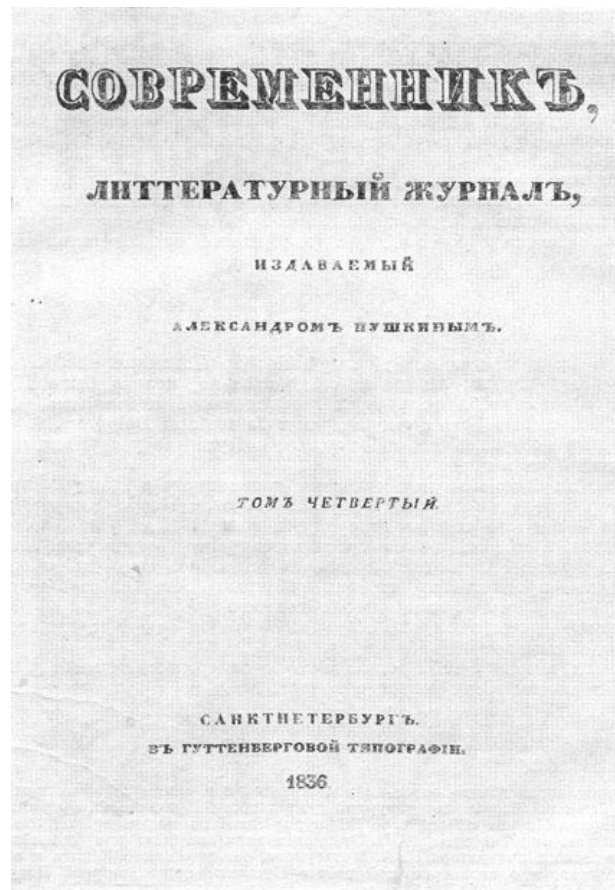 СОВРЕМЕННИКЪ,
ЛИТТЕРАТУРНЫЙ ЖУРНАЛЪ,
ИЗДАВАЕМЫЙ
АЛЕКСАНДРОМЪ ПУШКИНЫМЪ.
ТОМЪ ЧЕТВЕРТЫЙ.
САНКТПЕТЕРБУРГЪ.
ВЪ ГУТТЕНБЕРГОВОЙ ТИПОГРАФІИ.
1836